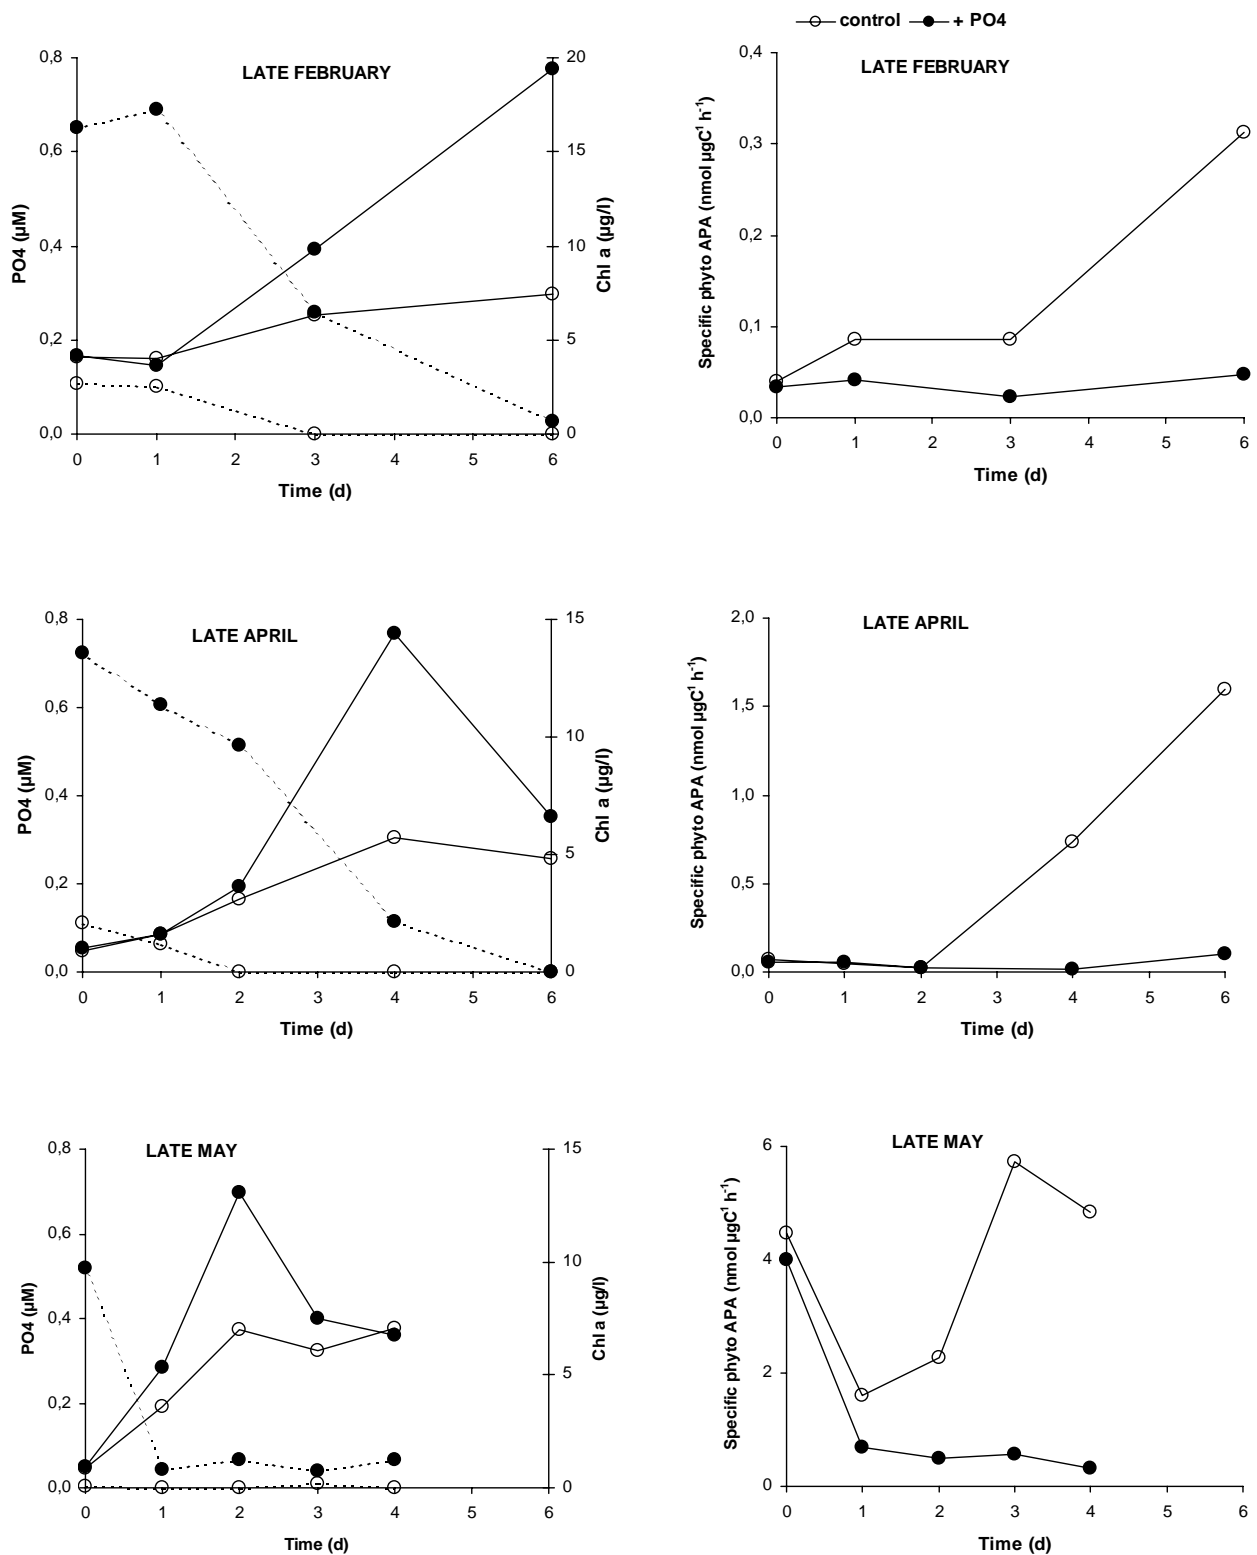 control + PO4
LATE FEBRUARY
0,8
0,6
0,4
0,2
0,0
PO4 (µM)
20
15
10
5
0
Chl a (µg/l)
0 1 2 3 4 5 6
Time (d)
LATE FEBRUARY
0,4
0,3
0,2
0,1
0,0
Specific phyto APA (nmol µgC¹ h⁻¹)
0 1 2 3 4 5 6
Time (d)
LATE APRIL
0,8
0,6
0,4
0,2
0,0
PO4 (µM)
15
10
5
0
Chl a (µg/l)
0 1 2 3 4 5 6
Time (d)
LATE APRIL
2,0
1,5
1,0
0,5
0,0
Specific phyto APA (nmol µgC¹ h⁻¹)
0 1 2 3 4 5 6
Time (d)
LATE MAY
0,8
0,6
0,4
0,2
0,0
PO4 (µM)
15
10
5
0
Chl a (µg/l)
0 1 2 3 4 5 6
Time (d)
LATE MAY
6
4
2
0
Specific phyto APA (nmol µgC¹ h⁻¹)
0 1 2 3 4 5 6
Time (d)